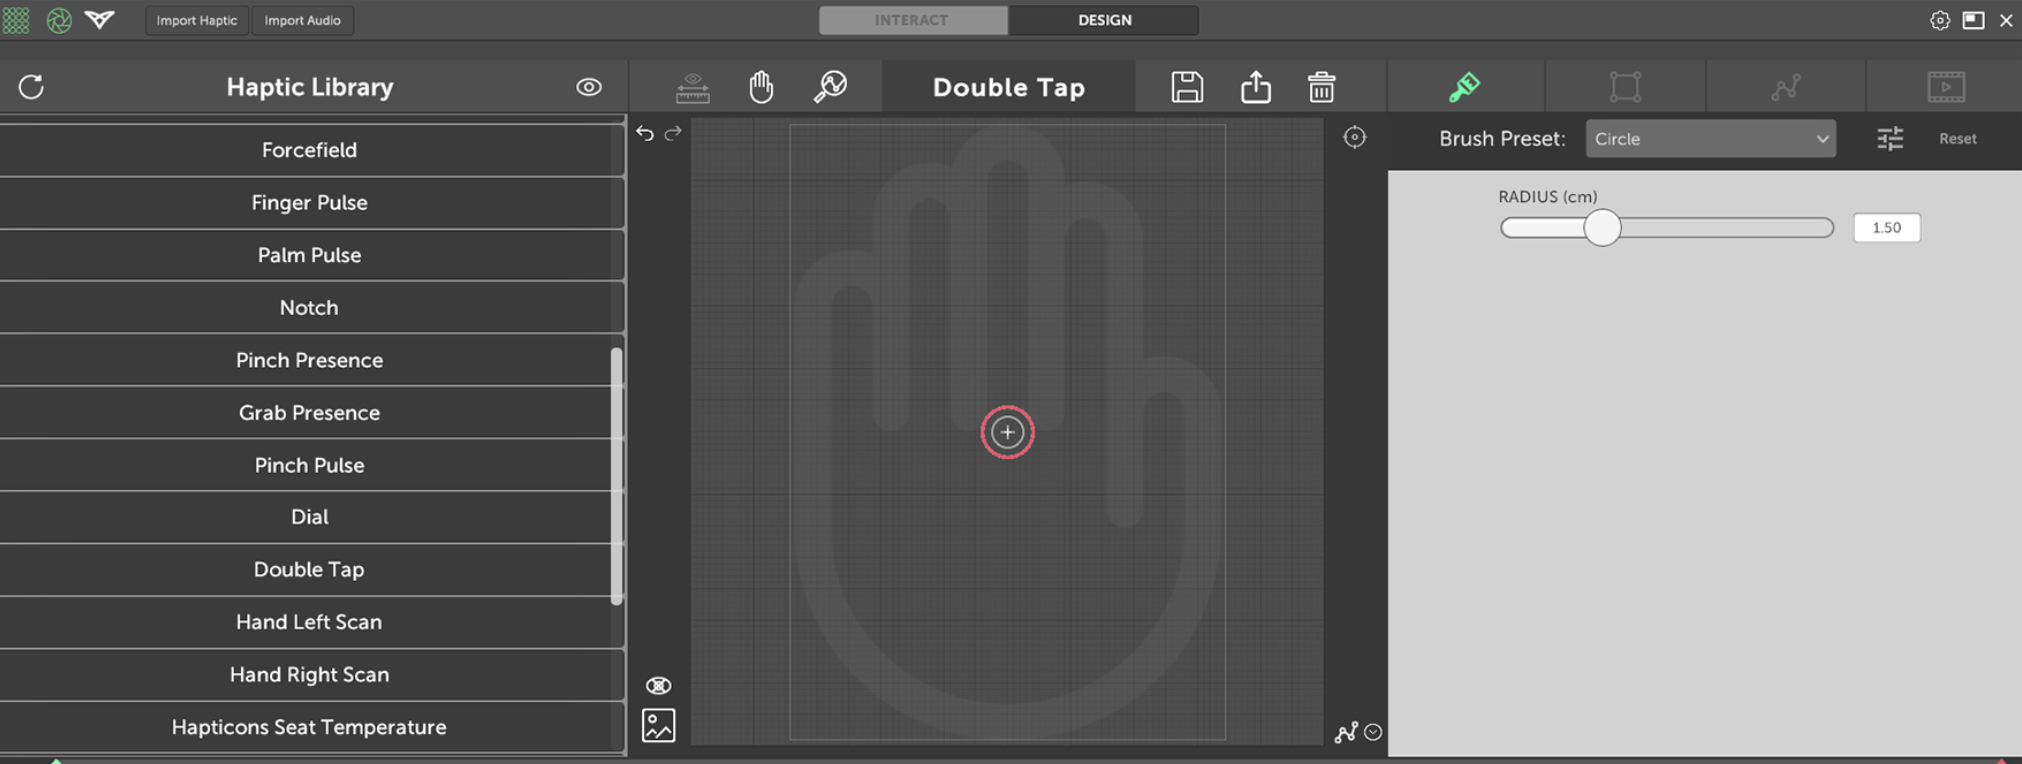 Import Haptic
Import Audio
INTERACT
DESIGN
Haptic Library
Double Tap
Forcefield
Finger Pulse
Palm Pulse
Notch
Pinch Presence
Grab Presence
Pinch Pulse
Dial
Double Tap
Hand Left Scan
Hand Right Scan
Hapticons Seat Temperature
Brush Preset:
Circle
Reset
RADIUS (cm)
1.50